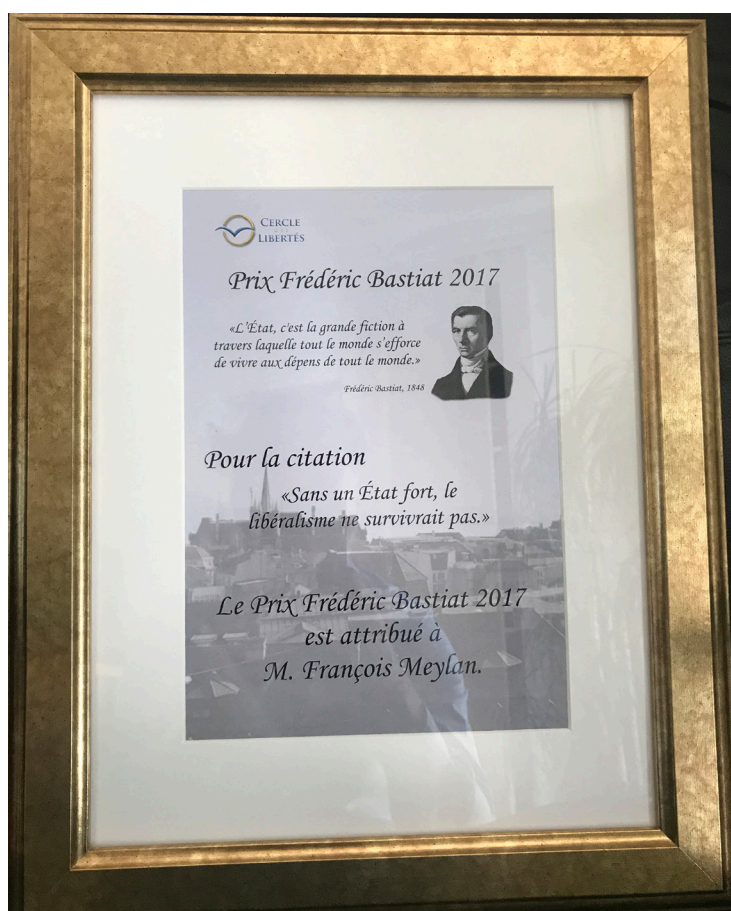 CERCLE
LIBERTÉS
Prix Frédéric Bastiat 2017
«L'État, c'est la grande fiction à
travers laquelle tout le monde s'efforce
de vivre aux dépens de tout le monde.»
Frédéric Bastiat, 1848
Pour la citation
«Sans un État fort, le
libéralisme ne survivrait pas.»
Le Prix Frédéric Bastiat 2017
est attribué à
M. François Meylan.